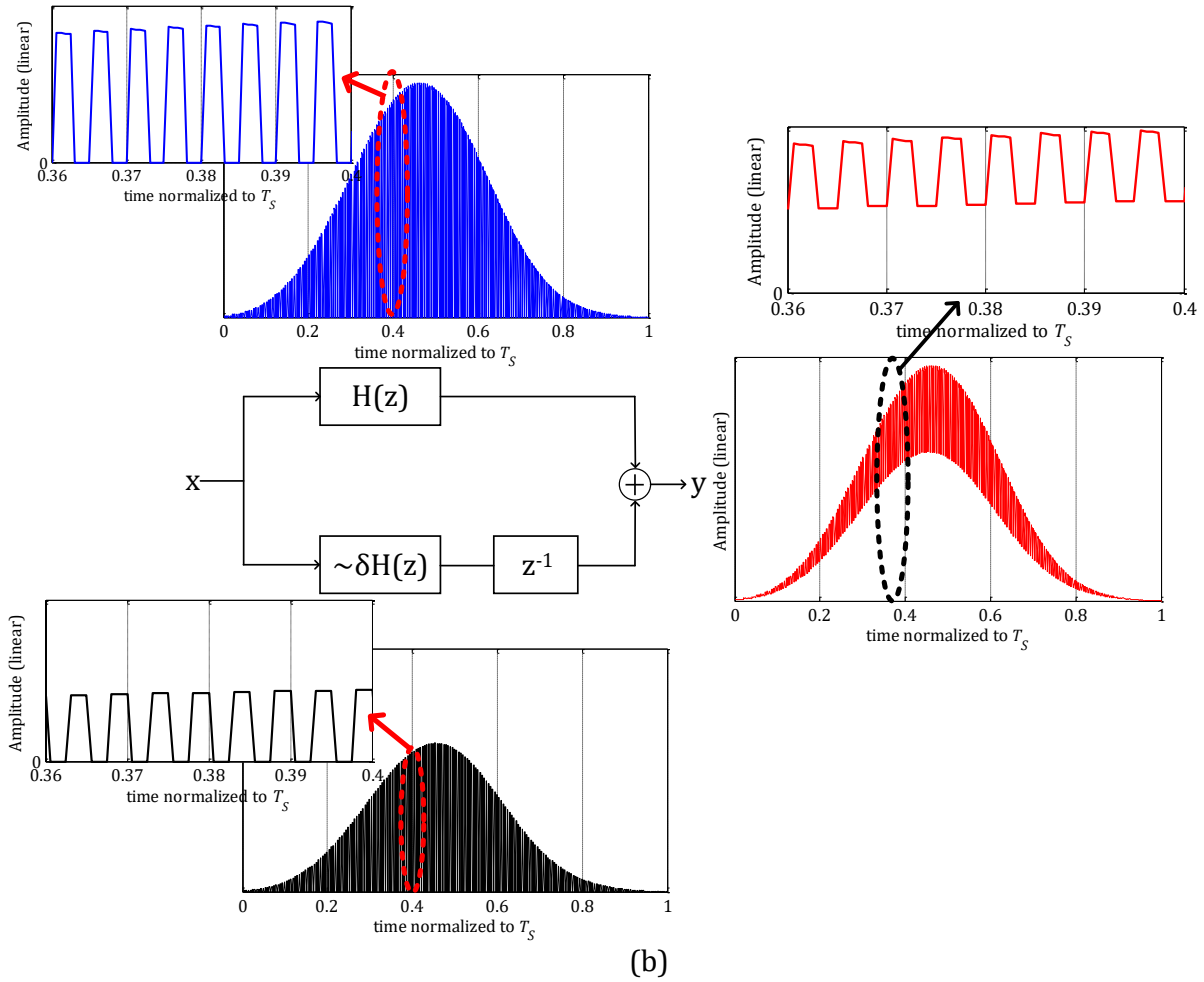 Amplitude (linear)
0
0.36 0.37 0.38 0.39 0.4
time normalized to T_S
0 0.2 0.4 0.6 0.8 1
time normalized to T_S
Amplitude (linear)
0
0.36 0.37 0.38 0.39 0.4
time normalized to T_S
Amplitude (linear)
0 0.2 0.4 0.6 0.8 1
time normalized to T_S
H(z)
x
+
y
~δH(z)
z⁻¹
Amplitude (linear)
0
0.36 0.37 0.38 0.39 0.4
time normalized to T_S
0 0.2 0.4 0.6 0.8 1
time normalized to T_S
(b)